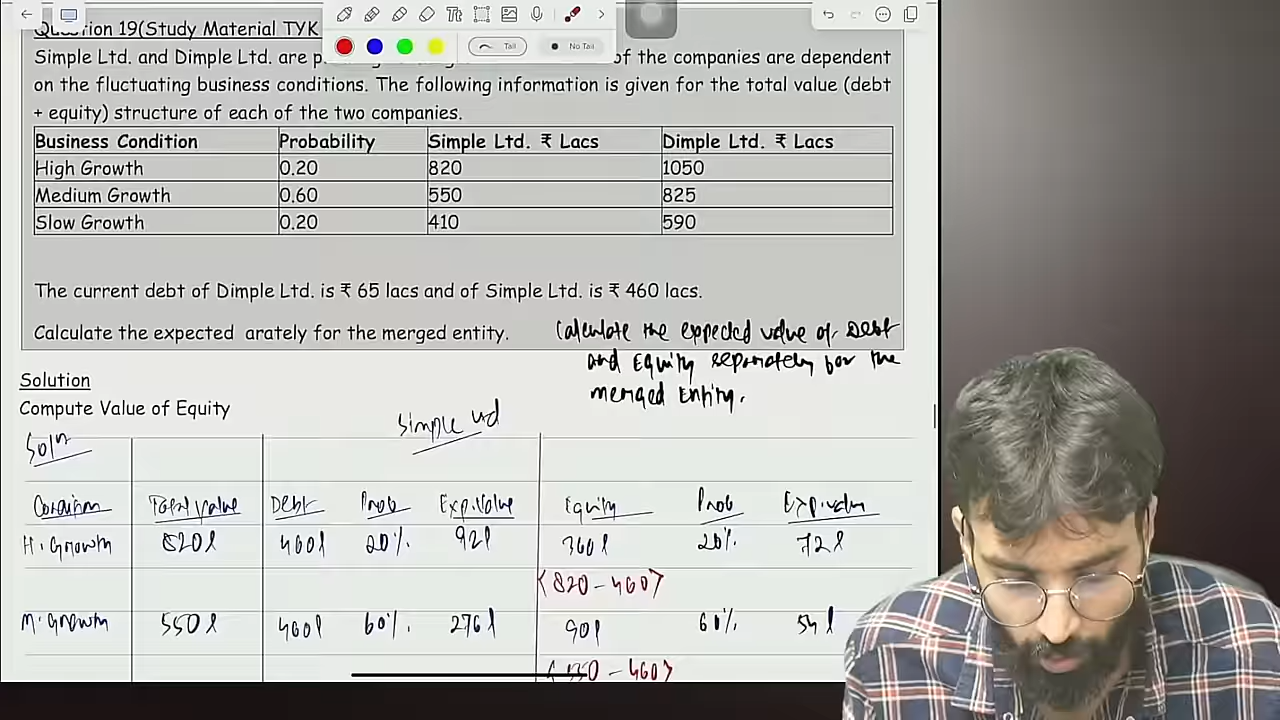 Question 19(Study Material TYK
Tt
Tail
No Tail
Simple Ltd. and Dimple Ltd. are of the companies are dependent
on the fluctuating business conditions. The following information is given for the total value (debt
+ equity) structure of each of the two companies.
Business Condition Probability Simple Ltd. ₹ Lacs Dimple Ltd. ₹ Lacs
High Growth 0.20 820 1050
Medium Growth 0.60 550 825
Slow Growth 0.20 410 590
The current debt of Dimple Ltd. is ₹ 65 lacs and of Simple Ltd. is ₹ 460 lacs.
Calculate the expected arately for the merged entity.
Calculate the expected value of Debt
and Equity separately for the
merged Entity.
Solution
Compute Value of Equity
Simple Ltd
Soln
Condition Total value Debt Prob Exp.Value Equity Prob Exp.value
H. Growth 820l 460l 20%. 92l 360l 20%. 72l
<820-460>
M. Growth 550l 460l 60%. 276l 90l 60%. 54l
<550-460>